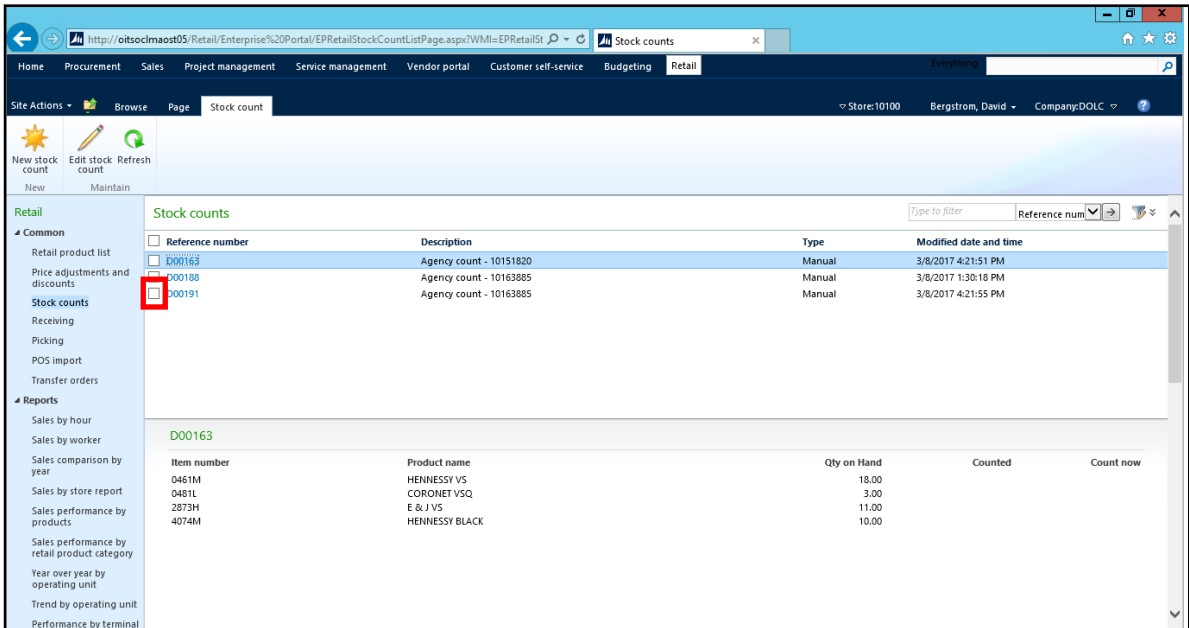 http://oitsoclmaost05/Retail/Enterprise%20Portal/EPRetailStockCountListPage.aspx?WMI=EPRetailSt
Stock counts
Home Procurement Sales Project management Service management Vendor portal Customer self-service Budgeting Retail Everything
Site Actions Browse Page Stock count Store:10100 Bergstrom, David Company:DOLC ?
New stock count
Edit stock count
Refresh
New Maintain
Retail
Common
Retail product list
Price adjustments and
discounts
Stock counts
Receiving
Picking
POS import
Transfer orders
Reports
Sales by hour
Sales by worker
Sales comparison by
year
Sales by store report
Sales performance by
products
Sales performance by
retail product category
Year over year by
operating unit
Trend by operating unit
Performance by terminal
Stock counts
Type to filter Reference num
Reference number Description Type Modified date and time
D00163 Agency count - 10151820 Manual 3/8/2017 4:21:51 PM
D00188 Agency count - 10163885 Manual 3/8/2017 1:30:18 PM
D00191 Agency count - 10163885 Manual 3/8/2017 4:21:55 PM
D00163
Item number Product name Qty on Hand Counted Count now
0461M HENNESSY VS 18.00
0481L CORONET VSQ 3.00
2873H E & J VS 11.00
4074M HENNESSY BLACK 10.00